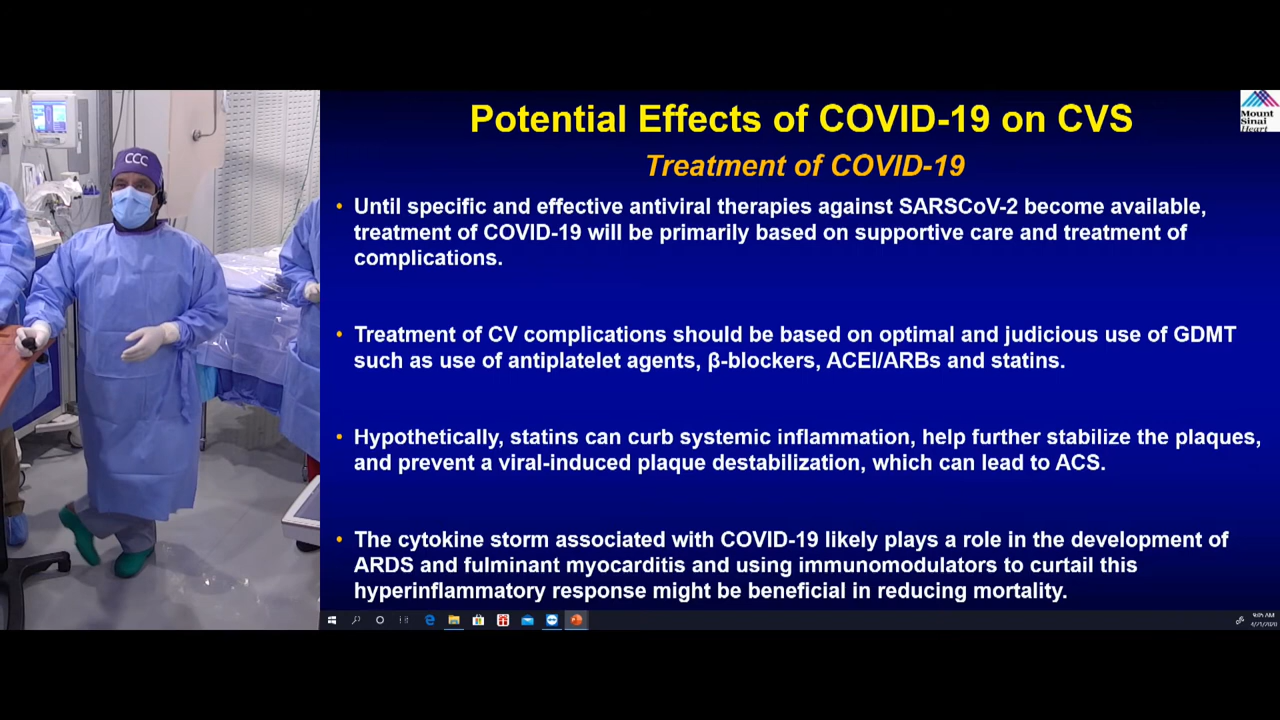 CCC
Potential Effects of COVID-19 on CVS
Mount
Sinai
Heart
Treatment of COVID-19
• Until specific and effective antiviral therapies against SARSCoV-2 become available,
treatment of COVID-19 will be primarily based on supportive care and treatment of
complications.
• Treatment of CV complications should be based on optimal and judicious use of GDMT
such as use of antiplatelet agents, β-blockers, ACEI/ARBs and statins.
• Hypothetically, statins can curb systemic inflammation, help further stabilize the plaques,
and prevent a viral-induced plaque destabilization, which can lead to ACS.
• The cytokine storm associated with COVID-19 likely plays a role in the development of
ARDS and fulminant myocarditis and using immunomodulators to curtail this
hyperinflammatory response might be beneficial in reducing mortality.